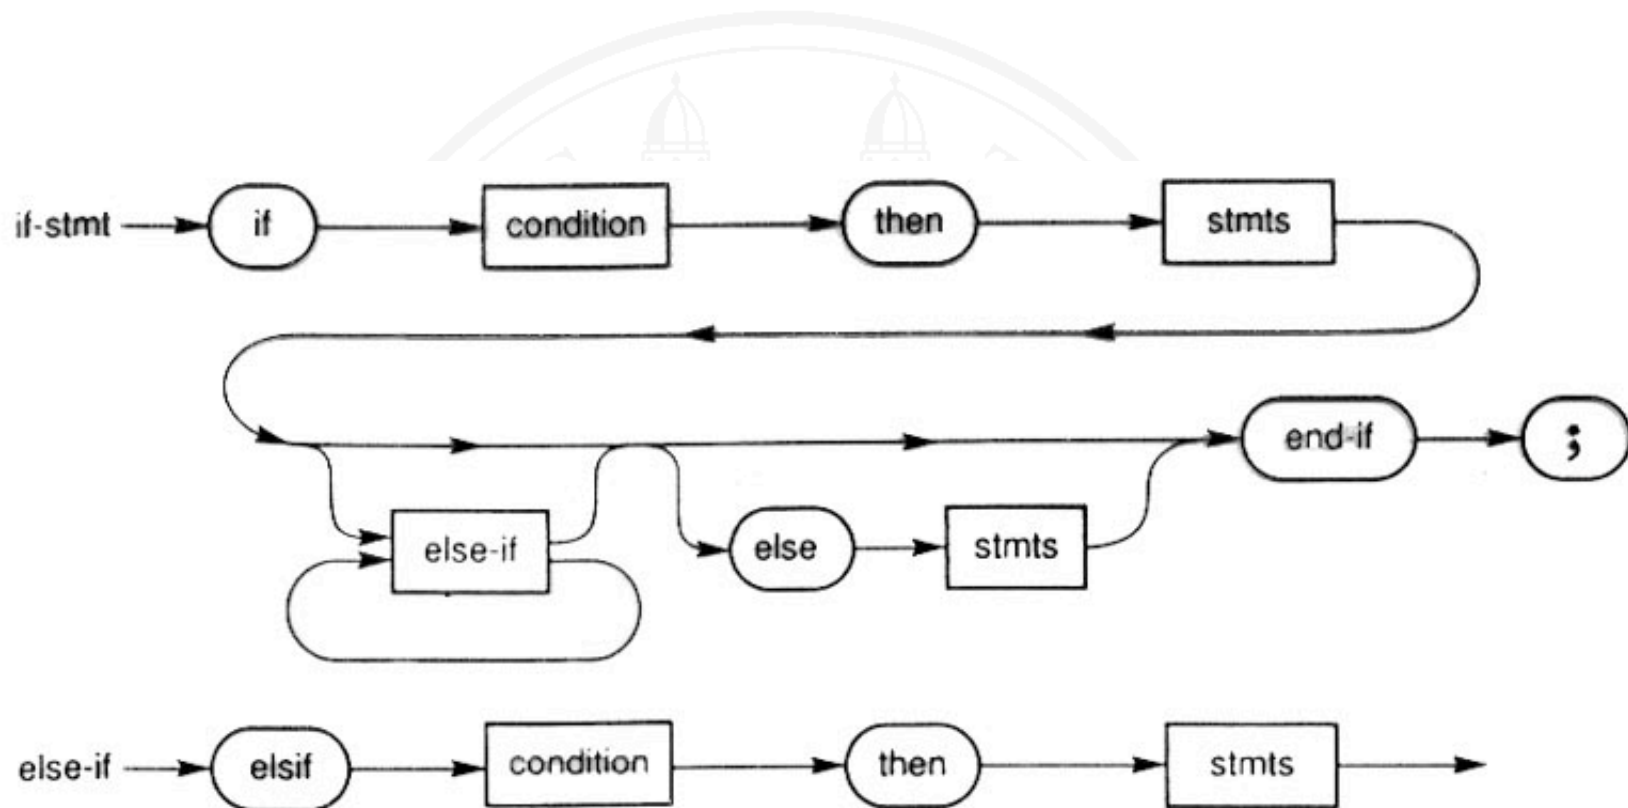 if-stmt if condition then stmts
end-if ;
else-if else stmts
else-if elsif condition then stmts